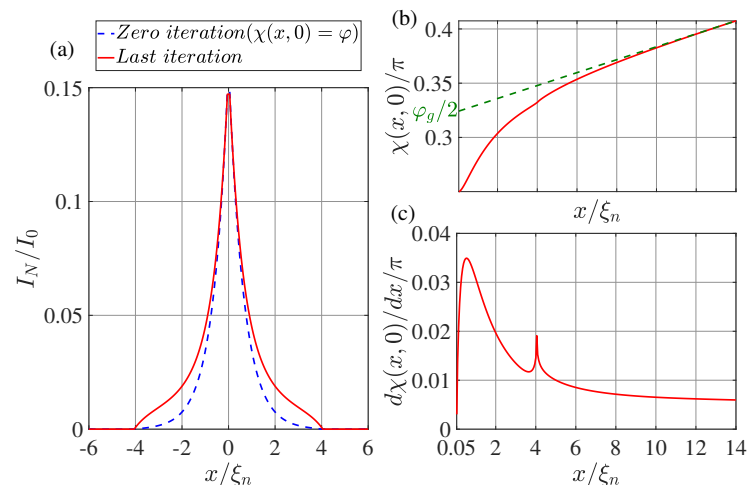 (a)
Zero iteration(χ(x, 0) = φ)
Last iteration
0.15
0.1
0.05
0
I_N/I_0
-6 -4 -2 0 2 4 6
x/ξ_n
(b)
0.4
0.35
φ_g/2
0.3
χ(x, 0)/π
x/ξ_n
(c)
0.04
0.03
0.02
0.01
0
dχ(x, 0)/dx/π
0.05 2 4 6 8 10 12 14
x/ξ_n